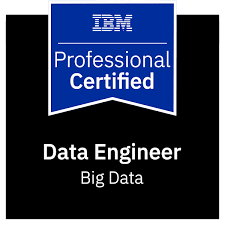 IBM
Professional
Certified
Data Engineer
Big Data